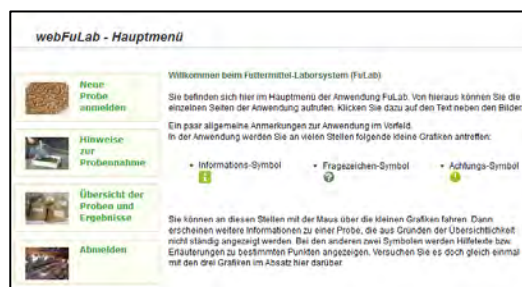 webFuLab - Hauptmenü
Neue
Probe
anmelden
Hinweise
zur
Probennahme
Übersicht der
Proben und
Ergebnisse
Abmelden
Willkommen beim Futtermittel-Laborsystem (FuLab)
Sie befinden sich hier im Hauptmenü der Anwendung FuLab. Von hieraus können Sie die
einzelnen Seiten der Anwendung aufrufen. Klicken Sie dazu auf den Text neben den Bilder
Ein paar allgemeine Anmerkungen zur Anwendung im Vorfeld.
In der Anwendung werden Sie an vielen Stellen folgende kleine Grafiken antreffen:
• Informations-Symbol • Fragezeichen-Symbol • Achtungs-Symbol
i ? !
Sie können an diesen Stellen mit der Maus über die kleinen Grafiken fahren. Dann
erscheinen weitere Informationen zu einer Probe, die aus Gründen der Übersichtlichkeit
nicht ständig angezeigt werden. Bei den anderen zwei Symbolen werden Hilfetexte bzw.
Erläuterungen zu bestimmten Punkten angezeigen. Versuchen Sie es doch gleich einmal
mit den drei Grafiken im Absatz hier darüber.